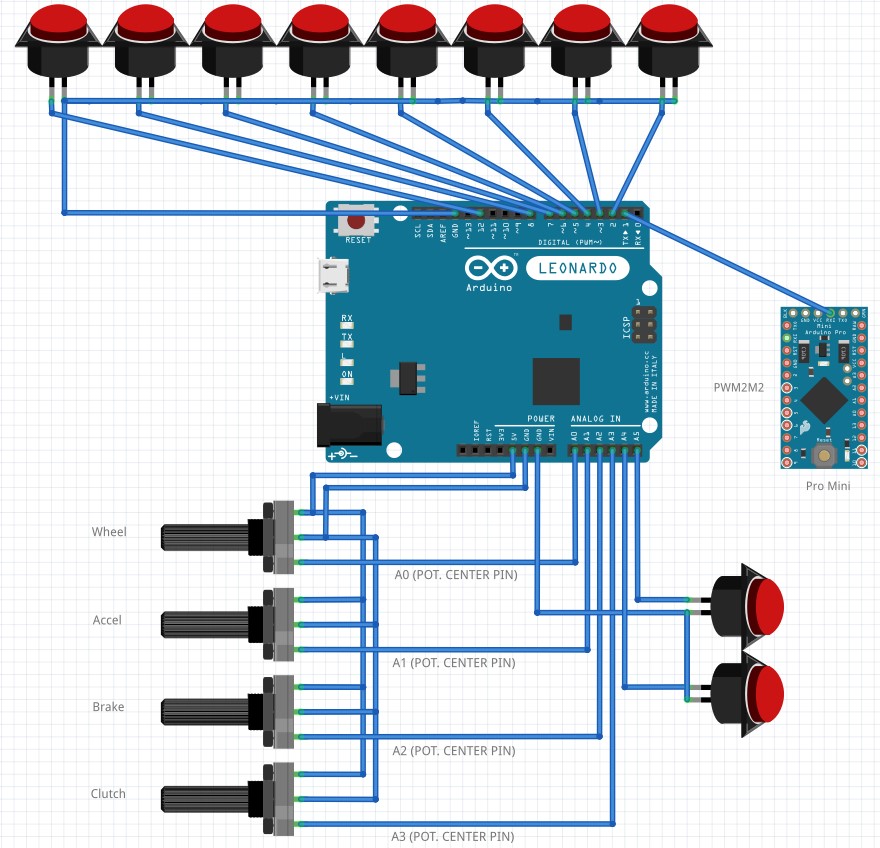 RESET
SCL
SDA
AREF
GND
~13
12
~11
~10
~9
8
7
~6
~5
4
~3
2
TX▶1
RX◀0
DIGITAL (PWM~)
LEONARDO
Arduino
1
ICSP
RX
TX
L
ON
+VIN
www.arduino.cc
MADE IN ITALY
POWER
ANALOG IN
IOREF
RST
3V3
5V
GND
GND
VIN
A0
A1
A2
A3
A4
A5
Mini
Arduino Pro
Reset
PWM2M2
Pro Mini
Wheel
A0 (POT. CENTER PIN)
Accel
A1 (POT. CENTER PIN)
Brake
A2 (POT. CENTER PIN)
Clutch
A3 (POT. CENTER PIN)